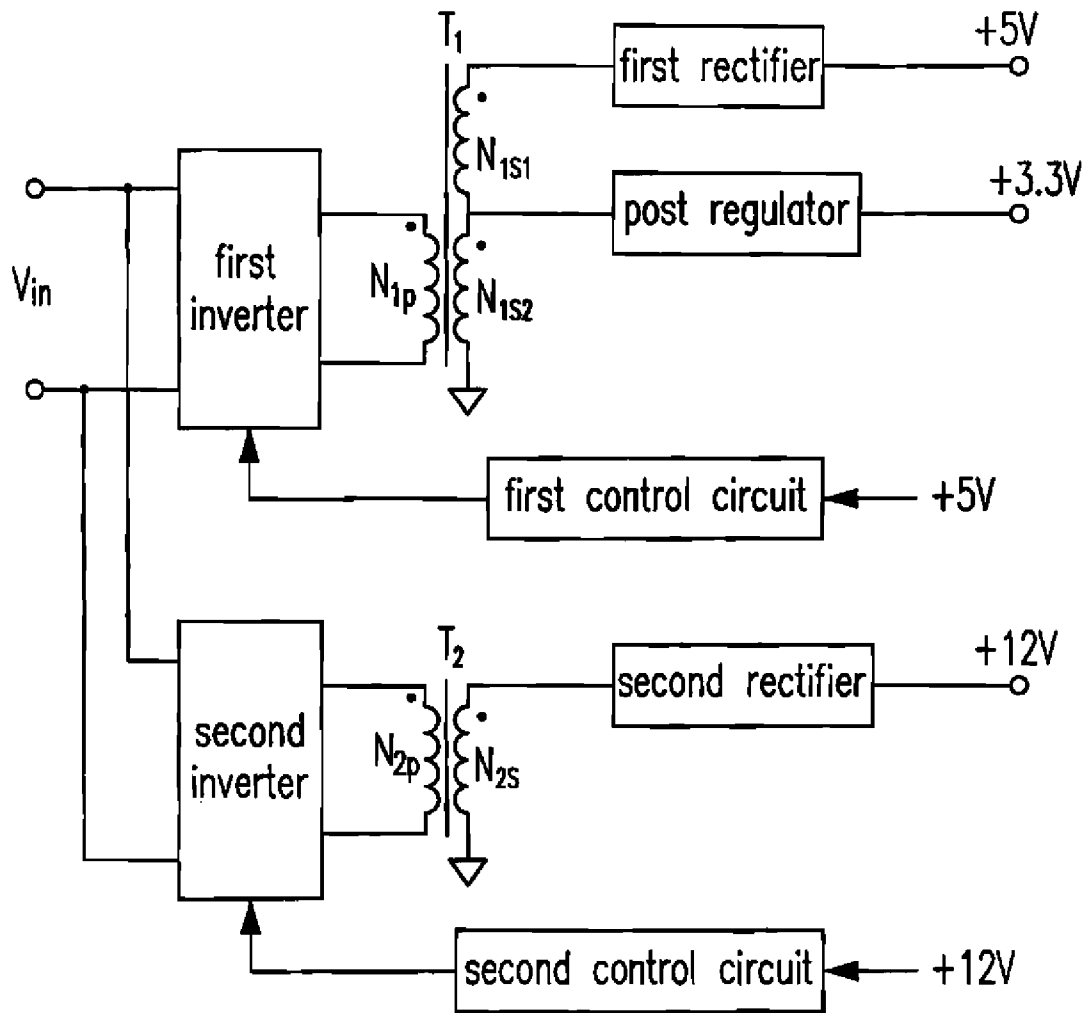 T1
+5V
first rectifier
N1S1
+3.3V
post regulator
Vin
first
inverter
N1p
N1S2
first control circuit
+5V
T2
+12V
second rectifier
second
inverter
N2p
N2S
second control circuit
+12V